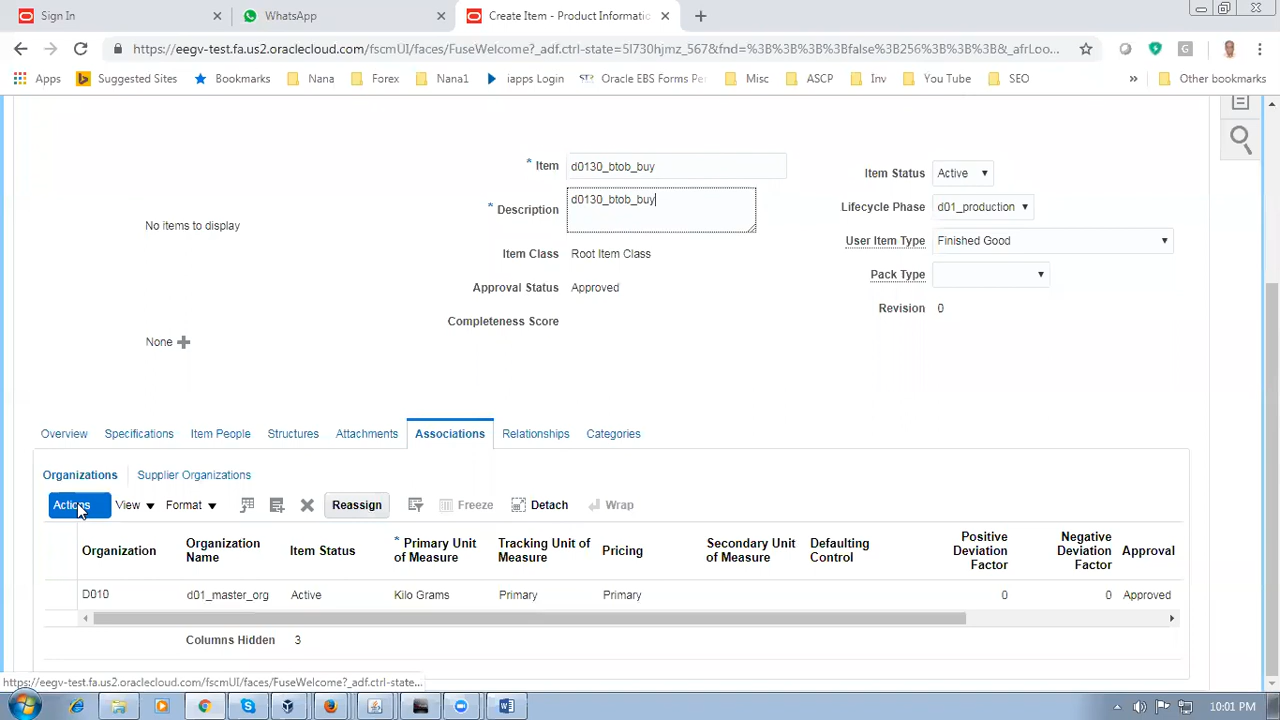 Sign In
WhatsApp
Create Item - Product Informatic
https://eegv-test.fa.us2.oraclecloud.com/fscmUI/faces/FuseWelcome?_adf.ctrl-state=5l730hjmz_567&fnd=%3B%3B%3B%3Bfalse%3B256%3B%3B%3B&_afrLoo...
Apps
Suggested Sites
Bookmarks
Nana
Forex
Nana1
iapps Login
Oracle EBS Forms Pe
Misc
ASCP
Inv
You Tube
SEO
»
Other bookmarks
* Item d0130_btob_buy
* Description d0130_btob_buy
Item Class Root Item Class
Approval Status Approved
Completeness Score
Item Status Active
Lifecycle Phase d01_production
User Item Type Finished Good
Pack Type
Revision 0
No items to display
None
Overview Specifications Item People Structures Attachments Associations Relationships Categories
Organizations Supplier Organizations
Actions View Format Reassign Freeze Detach Wrap
Organization
Organization Name
Item Status
* Primary Unit of Measure
Tracking Unit of Measure
Pricing
Secondary Unit of Measure
Defaulting Control
Positive Deviation Factor
Negative Deviation Factor
Approval
D010 d01_master_org Active Kilo Grams Primary Primary 0 0 Approved
Columns Hidden 3
https://eegv-test.fa.us2.oraclecloud.com/fscmUI/faces/FuseWelcome?_adf.ctrl-state...
10:01 PM